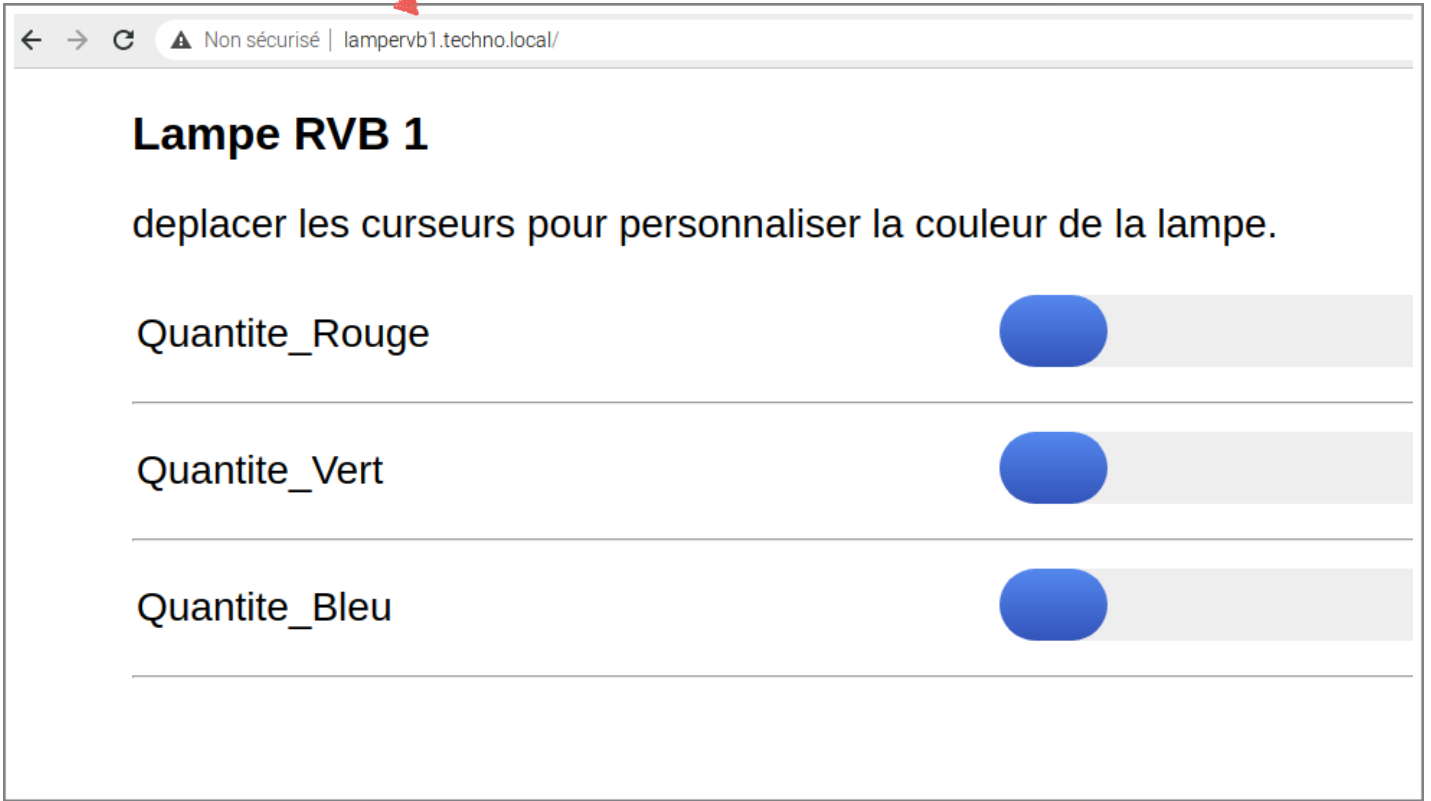 Non sécurisé | lampervb1.techno.local/
Lampe RVB 1
deplacer les curseurs pour personnaliser la couleur de la lampe.
Quantite_Rouge
Quantite_Vert
Quantite_Bleu